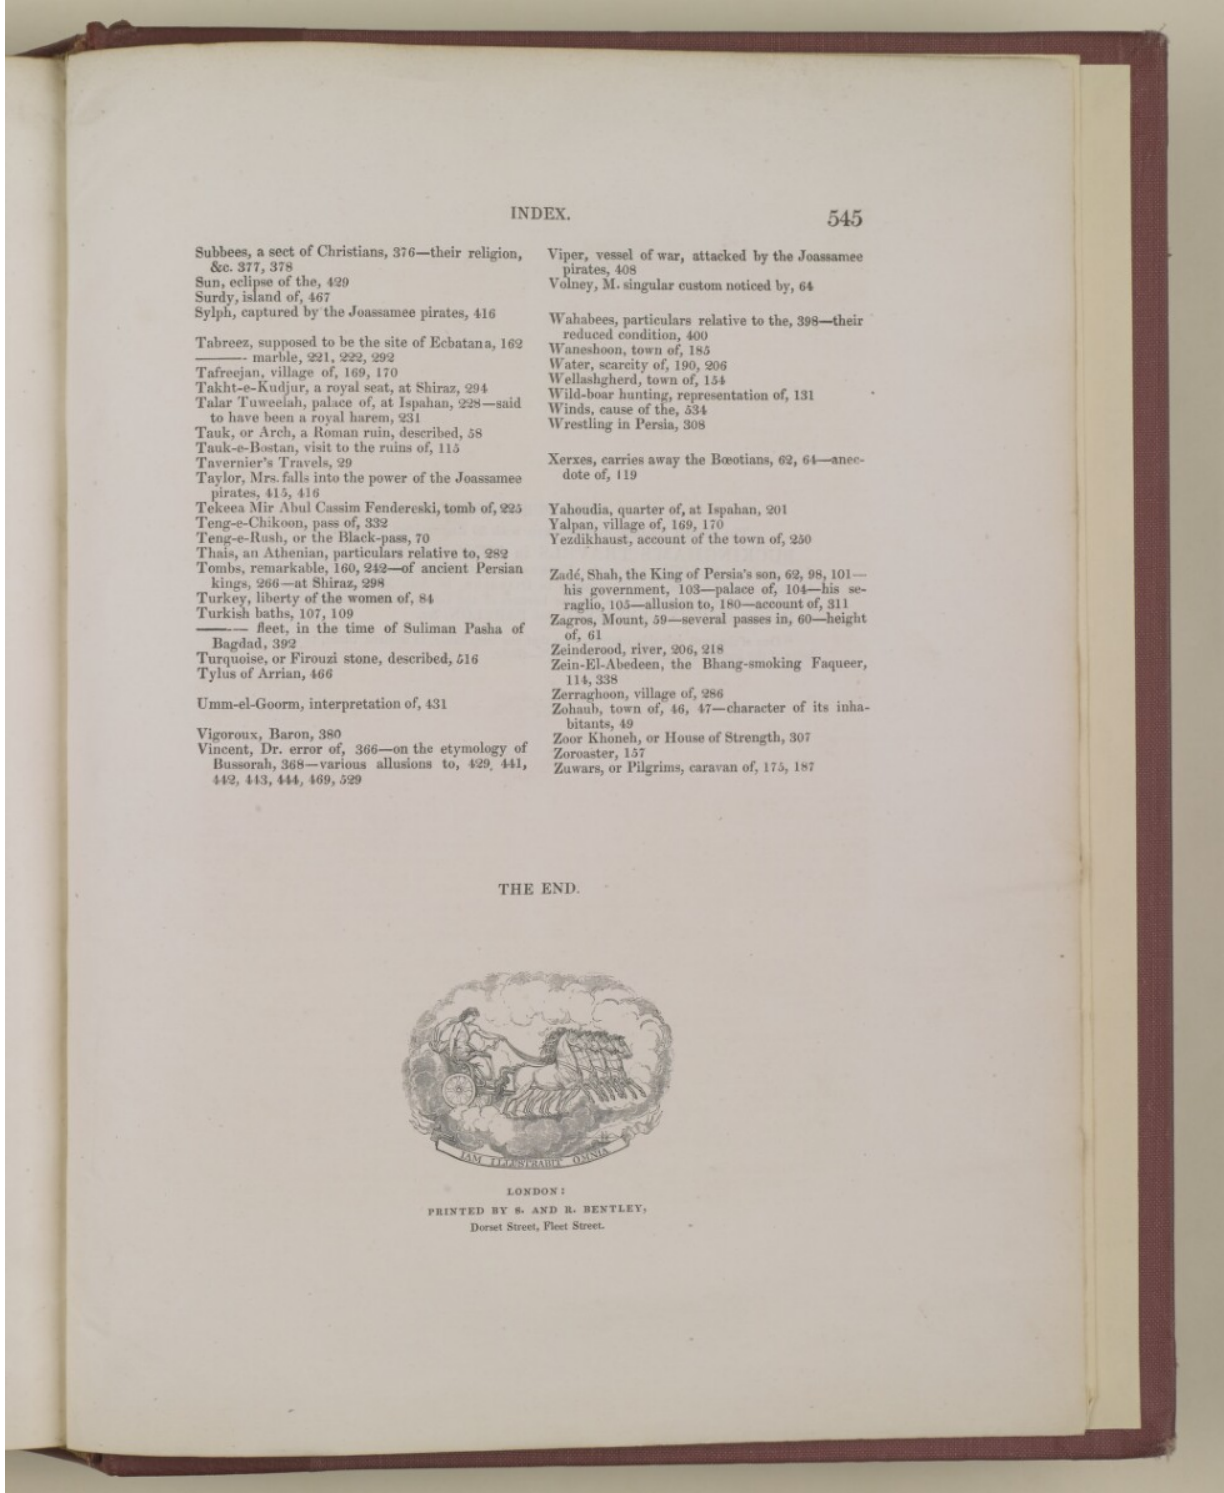 INDEX. 545
Subbees, a sect of Christians, 376—their religion,
&c. 377, 378
Sun, eclipse of the, 429
Surdy, island of, 467
Sylph, captured by the Joassamee pirates, 416
Tabreez, supposed to be the site of Ecbatana, 162
——— marble, 221, 222, 292
Tafreejan, village of, 169, 170
Takht-e-Kudjur, a royal seat, at Shiraz, 294
Talar Tuweelah, palace of, at Ispahan, 228—said
to have been a royal harem, 231
Tauk, or Arch, a Roman ruin, described, 58
Tauk-e-Bostan, visit to the ruins of, 115
Tavernier's Travels, 29
Taylor, Mrs. falls into the power of the Joassamee
pirates, 415, 416
Tekeea Mir Abul Cassim Fendereski, tomb of, 225
Teng-e-Chikoon, pass of, 332
Teng-e-Rush, or the Black-pass, 70
Thais, an Athenian, particulars relative to, 282
Tombs, remarkable, 160, 242—of ancient Persian
kings, 266—at Shiraz, 298
Turkey, liberty of the women of, 84
Turkish baths, 107, 109
——— fleet, in the time of Suliman Pasha of
Bagdad, 392
Turquoise, or Firouzi stone, described, 516
Tylus of Arrian, 466
Umm-el-Goorm, interpretation of, 431
Vigoroux, Baron, 380
Vincent, Dr. error of, 366—on the etymology of
Bussorah, 368—various allusions to, 429, 441,
442, 443, 444, 469, 529
Viper, vessel of war, attacked by the Joassamee
pirates, 408
Volney, M. singular custom noticed by, 64
Wahabees, particulars relative to the, 398—their
reduced condition, 400
Waneshoon, town of, 185
Water, scarcity of, 190, 206
Wellashgherd, town of, 154
Wild-boar hunting, representation of, 131
Winds, cause of the, 534
Wrestling in Persia, 308
Xerxes, carries away the Bœotians, 62, 64—anec-
dote of, 119
Yahoudia, quarter of, at Ispahan, 201
Yalpan, village of, 169, 170
Yezdikhaust, account of the town of, 250
Zadé, Shah, the King of Persia's son, 62, 98, 101—
his government, 103—palace of, 104—his se-
raglio, 105—allusion to, 180—account of, 311
Zagros, Mount, 59—several passes in, 60—height
of, 61
Zeinderood, river, 206, 218
Zein-El-Abedeen, the Bhang-smoking Faqueer,
114, 338
Zerraghoon, village of, 286
Zohaub, town of, 46, 47—character of its inha-
bitants, 49
Zoor Khoneh, or House of Strength, 307
Zoroaster, 157
Zuwars, or Pilgrims, caravan of, 175, 187
THE END.
IAM ILLUSTRABIT OMNIA
LONDON:
PRINTED BY S. AND R. BENTLEY,
Dorset Street, Fleet Street.